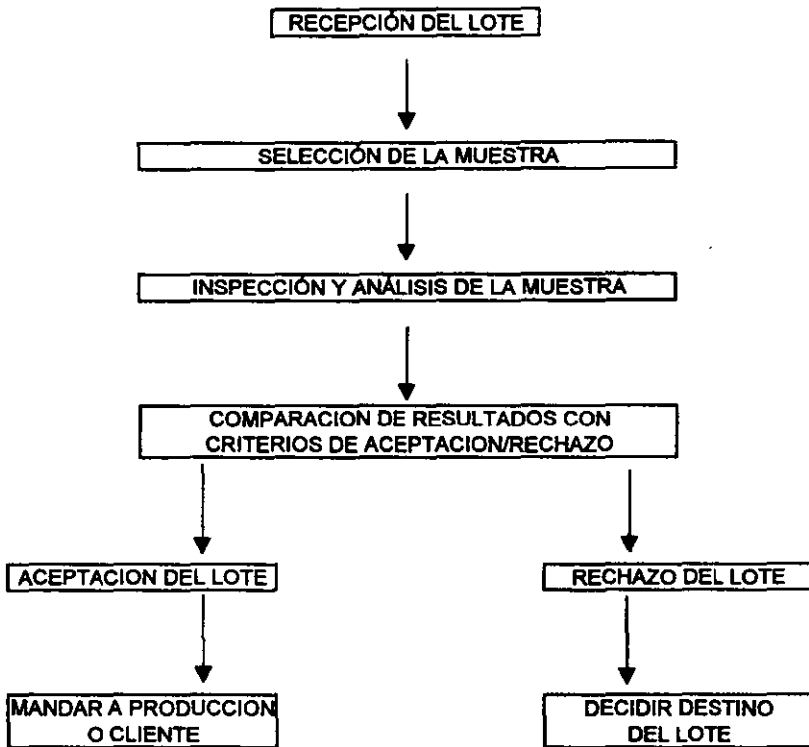 RECEPCIÓN DEL LOTE
SELECCIÓN DE LA MUESTRA
INSPECCIÓN Y ANÁLISIS DE LA MUESTRA
COMPARACION DE RESULTADOS CON
CRITERIOS DE ACEPTACION/RECHAZO
ACEPTACION DEL LOTE
RECHAZO DEL LOTE
MANDAR A PRODUCCION
O CLIENTE
DECIDIR DESTINO
DEL LOTE